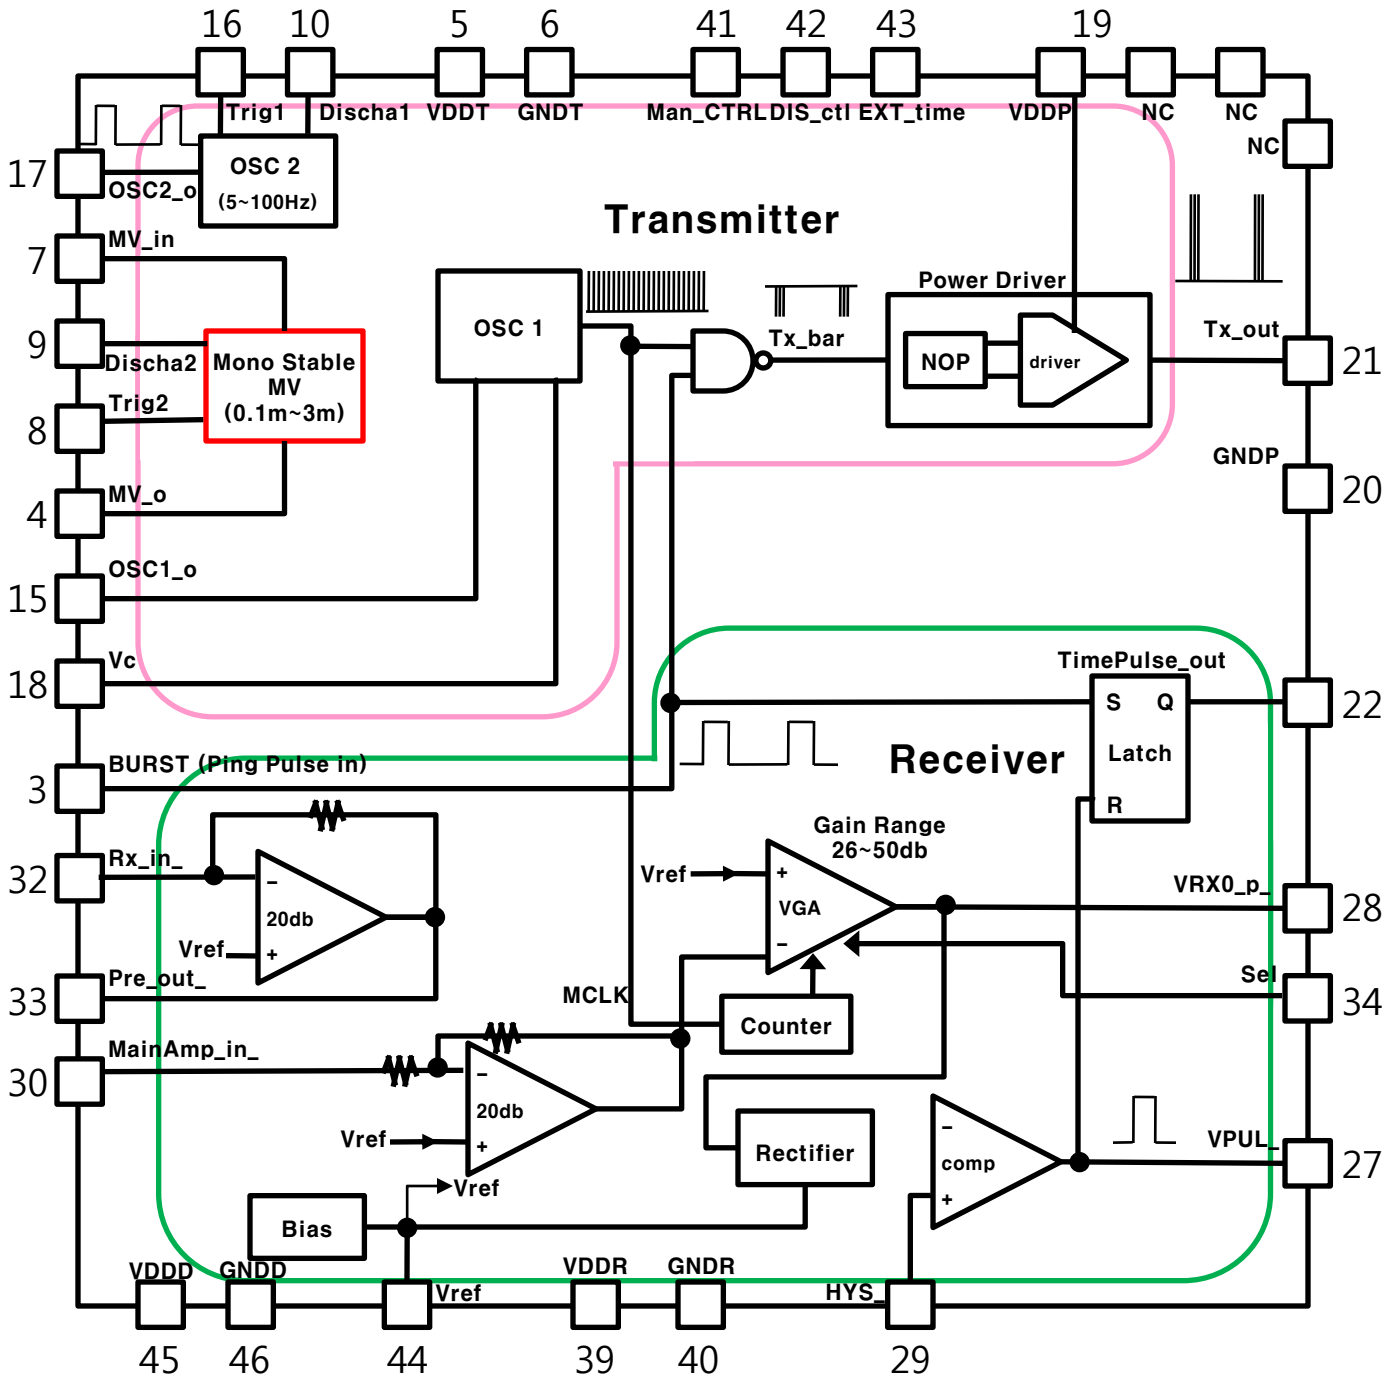 16
10
5
6
41
42
43
19
Trig1
Discha1
VDDT
GNDT
Man_CTRL
DIS_ctl
EXT_time
VDDP
NC
NC
NC
17
OSC2_o
OSC 2
(5~100Hz)
Transmitter
7
MV_in
9
Discha2
Mono Stable
MV
(0.1m~3m)
8
Trig2
4
MV_o
15
OSC1_o
18
Vc
OSC 1
Tx_bar
Power Driver
NOP
driver
Tx_out
21
GNDP
20
TimePulse_out
S
Q
Latch
R
22
3
BURST (Ping Pulse in)
Receiver
32
Rx_in_
-
20db
Vref
+
33
Pre_out_
Gain Range
26~50db
Vref
+
VGA
-
VRX0_p_
28
Sel
34
MCLK
Counter
30
MainAmp_in_
-
20db
Vref
+
Rectifier
-
comp
+
VPUL_
27
Vref
Bias
VDDD
GNDD
Vref
VDDR
GNDR
HYS_
45
46
44
39
40
29